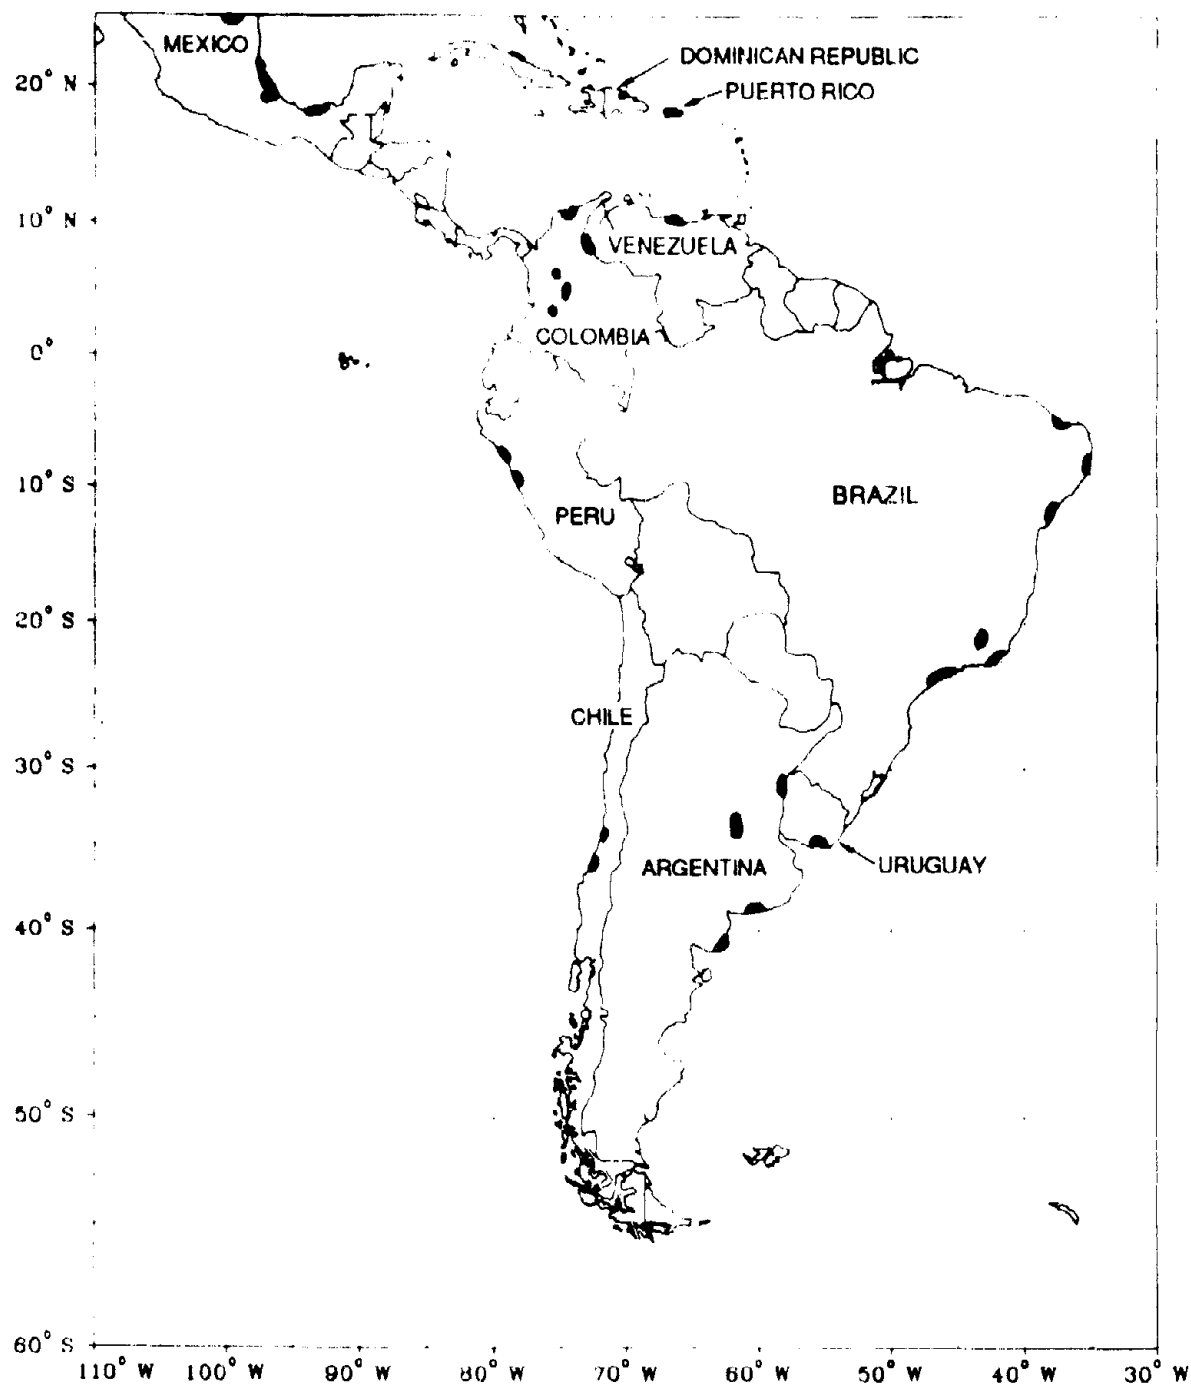 MEXICO
DOMINICAN REPUBLIC
20° N
PUERTO RICO
10° N
VENEZUELA
COLOMBIA
0°
10° S
BRAZIL
PERU
20° S
CHILE
30° S
ARGENTINA
URUGUAY
40° S
50° S
60° S
110° W 100° W 90° W 80° W 70° W 60° W 50° W 40° W 30° W